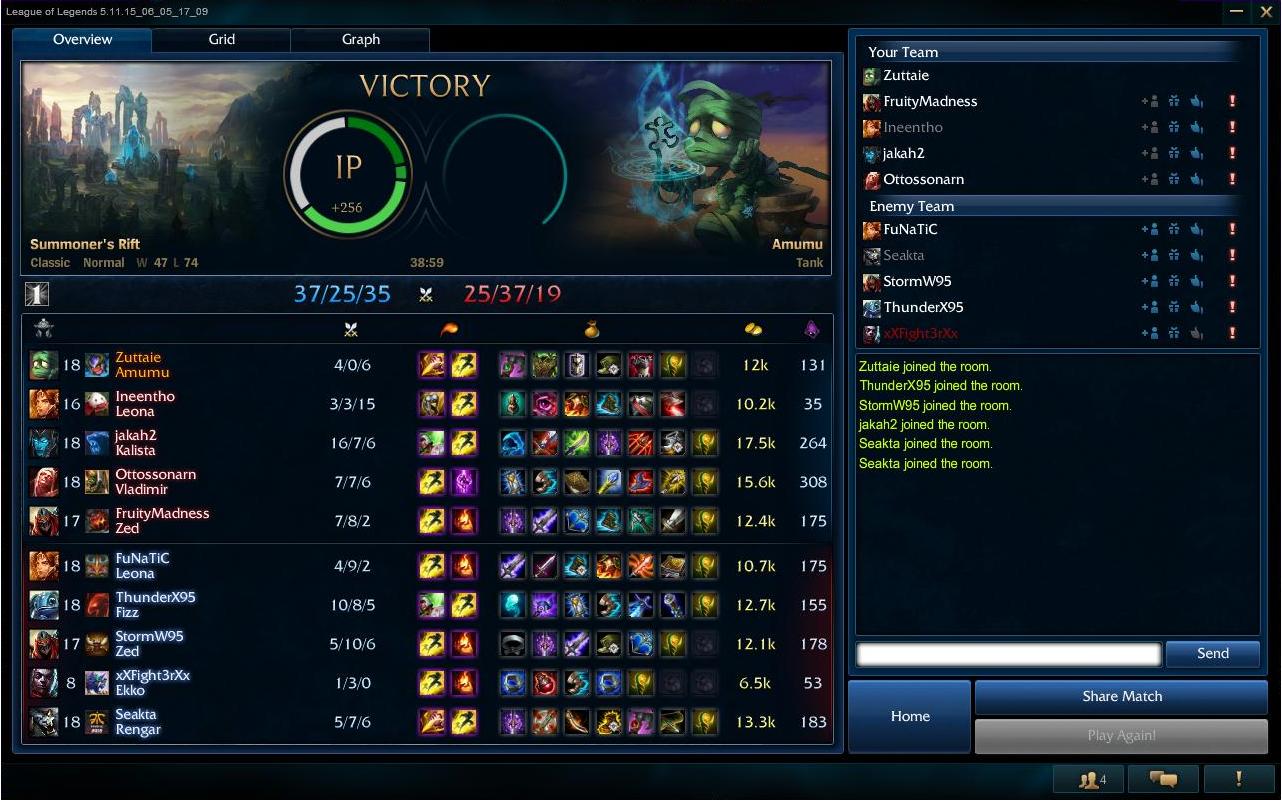 League of Legends 5.11.15_06_05_17_09
Overview Grid Graph
VICTORY
IP
+256
Summoner's Rift
Classic Normal W 47 L 74
38:59
Amumu
Tank
1 37/25/35 25/37/19
18 Zuttaie 4/0/6 12k 131
Amumu
16 Ineentho 3/3/15 10.2k 35
Leona
18 jakah2 16/7/6 17.5k 264
Kalista
18 Ottossonarn 7/7/6 15.6k 308
Vladimir
17 FruityMadness 7/8/2 12.4k 175
Zed
18 FuNaTiC 4/9/2 10.7k 175
Leona
18 ThunderX95 10/8/5 12.7k 155
Fizz
17 StormW95 5/10/6 12.1k 178
Zed
8 xXFight3rXx 1/3/0 6.5k 53
Ekko
18 Seakta 5/7/6 13.3k 183
Rengar
Your Team
Zuttaie
FruityMadness
Ineentho
jakah2
Ottossonarn
Enemy Team
FuNaTiC
Seakta
StormW95
ThunderX95
xXFight3rXx
Zuttaie joined the room.
ThunderX95 joined the room.
StormW95 joined the room.
jakah2 joined the room.
Seakta joined the room.
Seakta joined the room.
Send
Home
Share Match
Play Again!
4